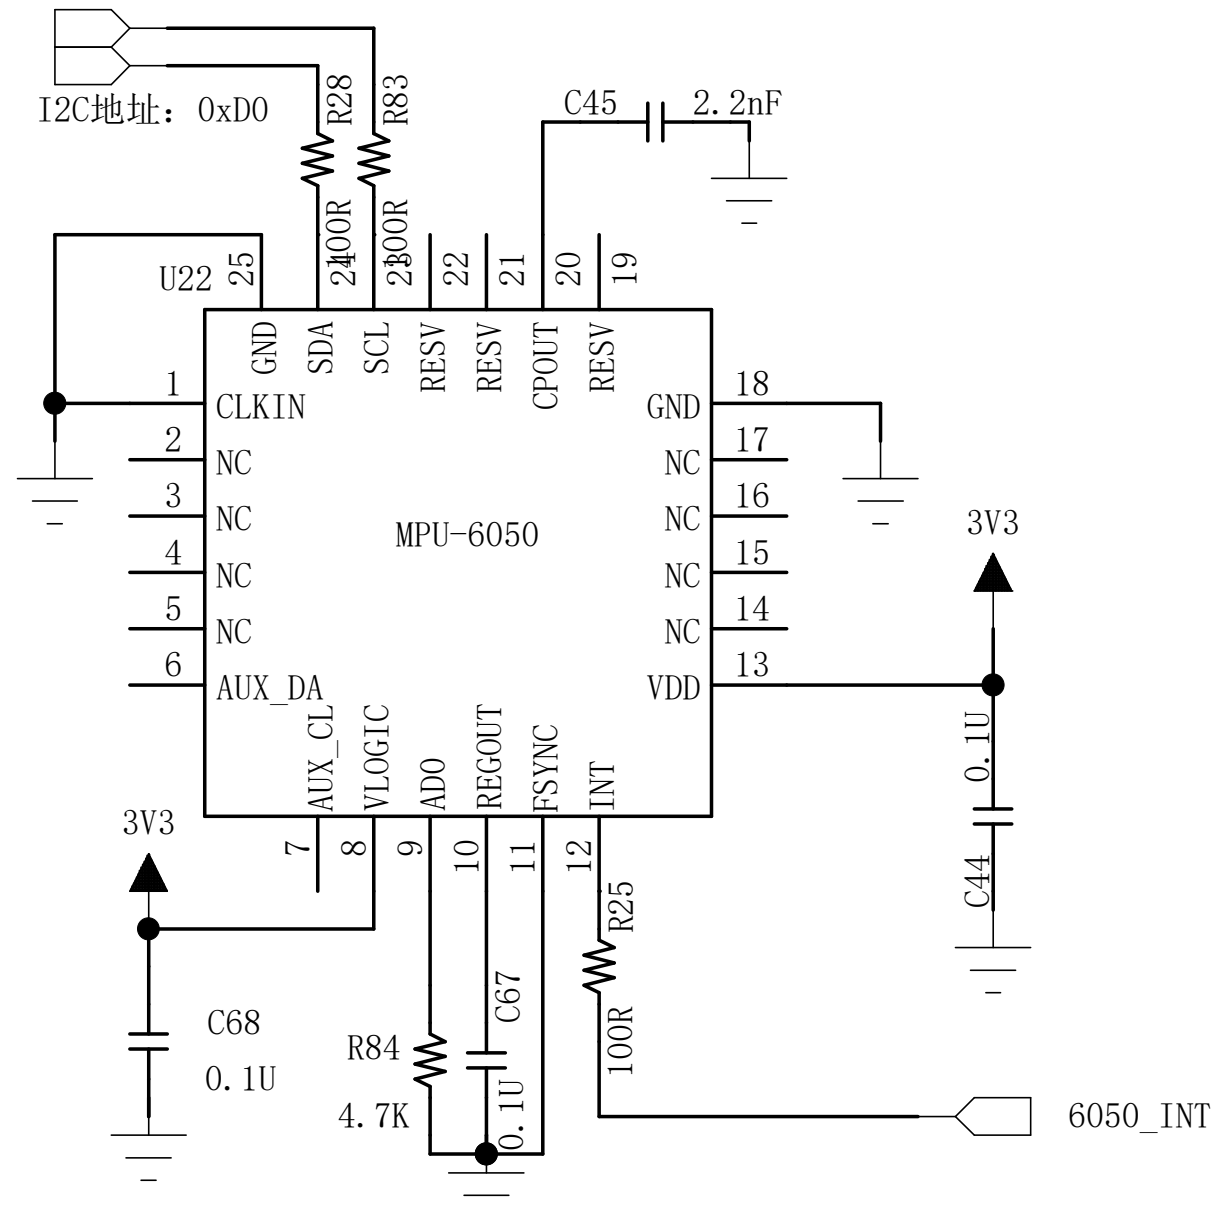 I2C地址：0xD0
R28
R83
100R
100R
C45
2.2nF
U22
25
24
23
22
21
20
19
GND
SDA
SCL
RESV
RESV
CPOUT
RESV
1
CLKIN
2
NC
3
NC
4
NC
5
NC
6
AUX_DA
MPU-6050
18
GND
17
NC
16
NC
15
NC
14
NC
13
VDD
3V3
0.1U
C44
AUX_CL
VLOGIC
AD0
REGOUT
FSYNC
INT
7
8
9
10
11
12
3V3
C68
0.1U
R84
4.7K
C67
0.1U
R25
100R
6050_INT